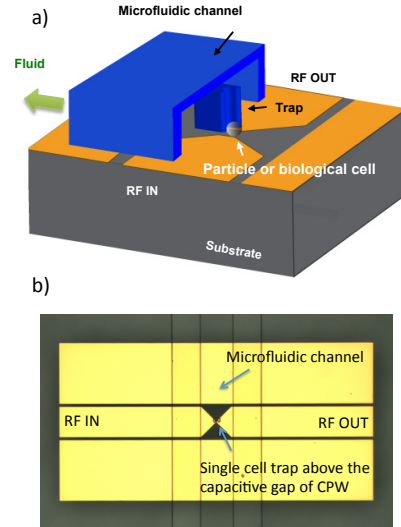 a)
Microfluidic channel
Fluid
RF OUT
Trap
Particle or biological cell
RF IN
Substrate
b)
Microfluidic channel
RF IN
RF OUT
Single cell trap above the
capacitive gap of CPW